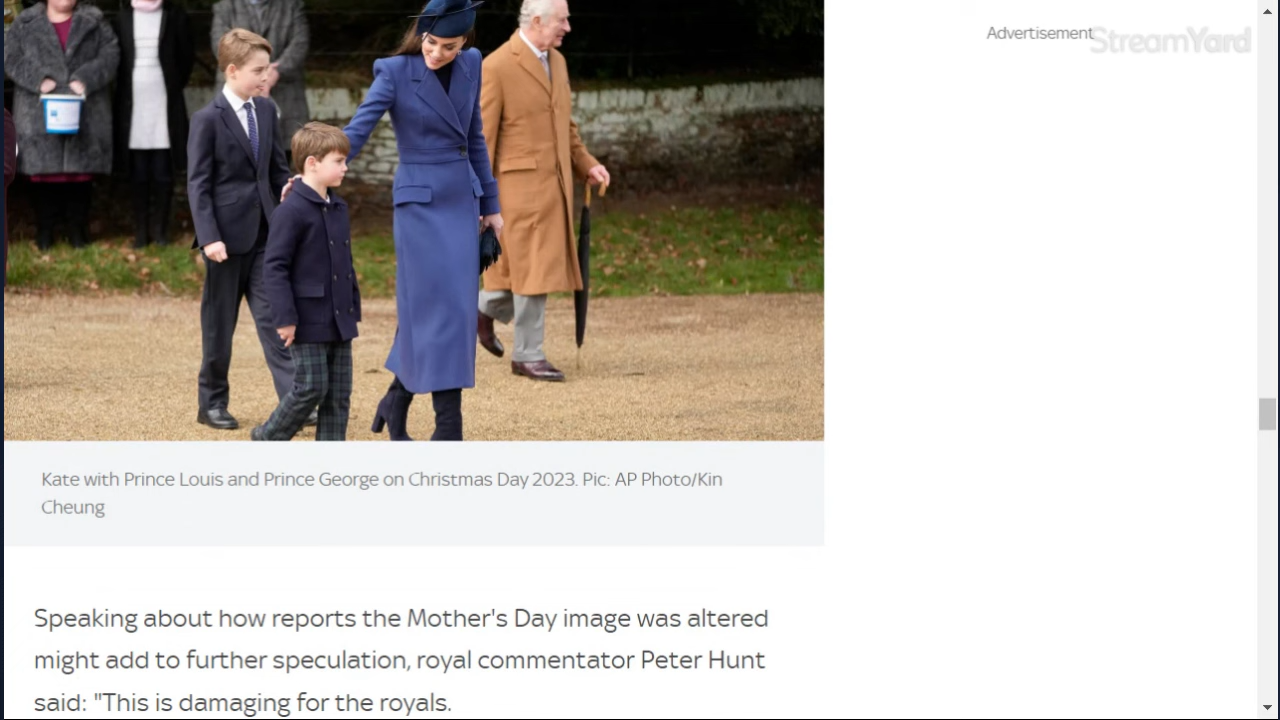 Advertisement
StreamYard
Kate with Prince Louis and Prince George on Christmas Day 2023. Pic: AP Photo/Kin
Cheung
Speaking about how reports the Mother's Day image was altered
might add to further speculation, royal commentator Peter Hunt
said: "This is damaging for the royals.